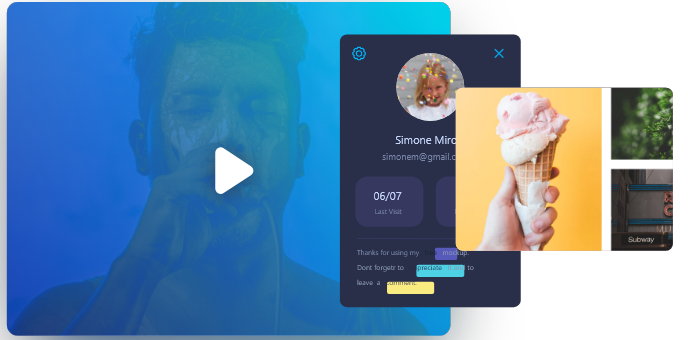 Simone Miro
simonem@gmail.c
06/07
Last Visit
Thanks for using my mockup.
Dont forgetr to preciate to
leave a comment.
Subway